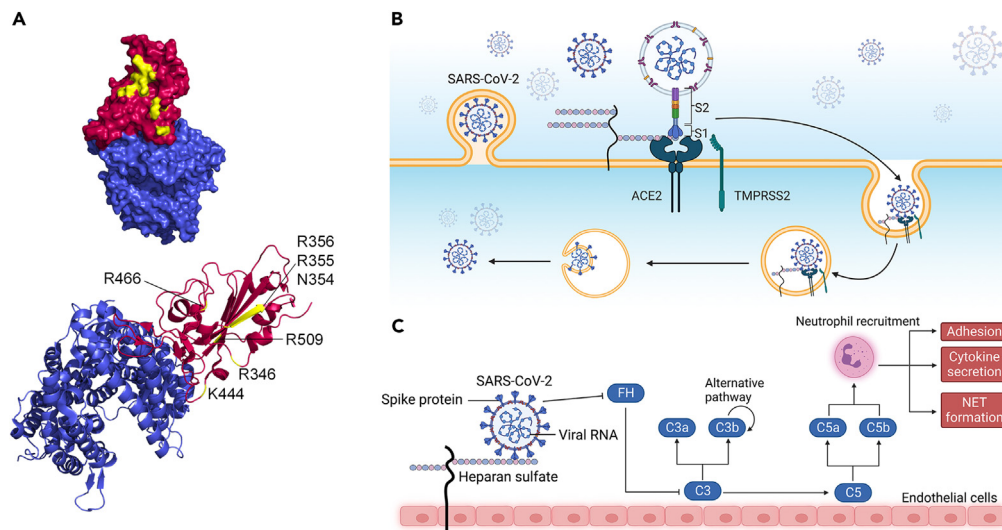 A
R356
R355
N354
R466
R509
R346
K444
B
SARS-CoV-2
S2
S1
ACE2
TMPRSS2
C
Neutrophil recruitment
Adhesion
Cytokine
secretion
NET
formation
SARS-CoV-2
Spike protein
Viral RNA
Heparan sulfate
FH
Alternative
pathway
C3a
C3b
C5a
C5b
C3
C5
Endothelial cells